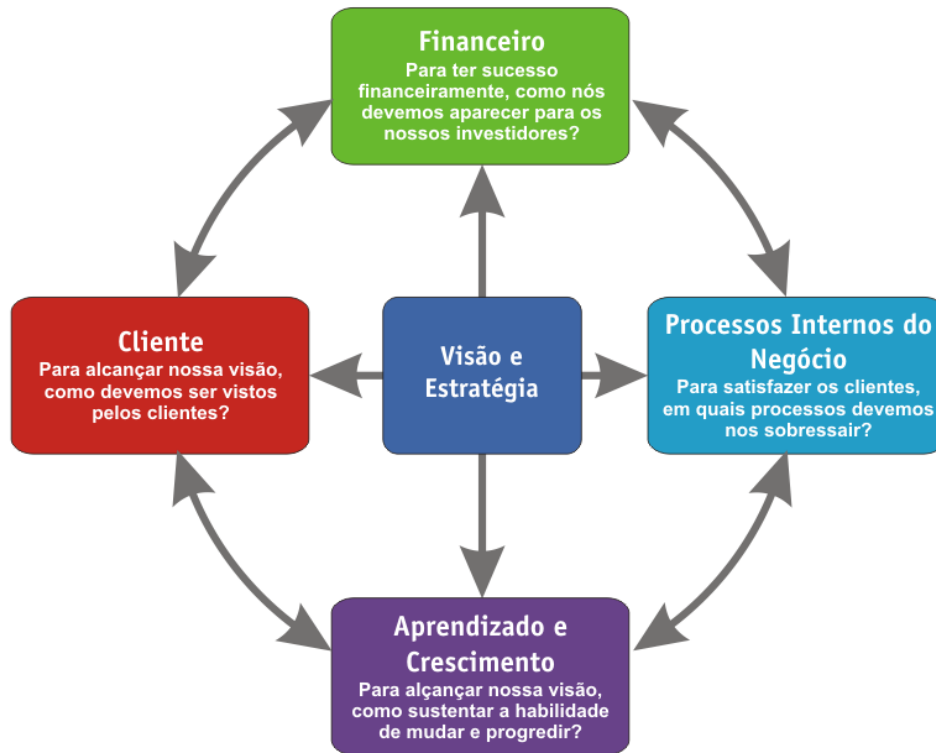 Financeiro
Para ter sucesso
financeiramente, como nós
devemos aparecer para os
nossos investidores?
Cliente
Para alcançar nossa visão,
como devemos ser vistos
pelos clientes?
Visão e
Estratégia
Processos Internos do
Negócio
Para satisfazer os clientes,
em quais processos devemos
nos sobressair?
Aprendizado e
Crescimento
Para alçançar nossa visão,
como sustentar a habilidade
de mudar e progredir?